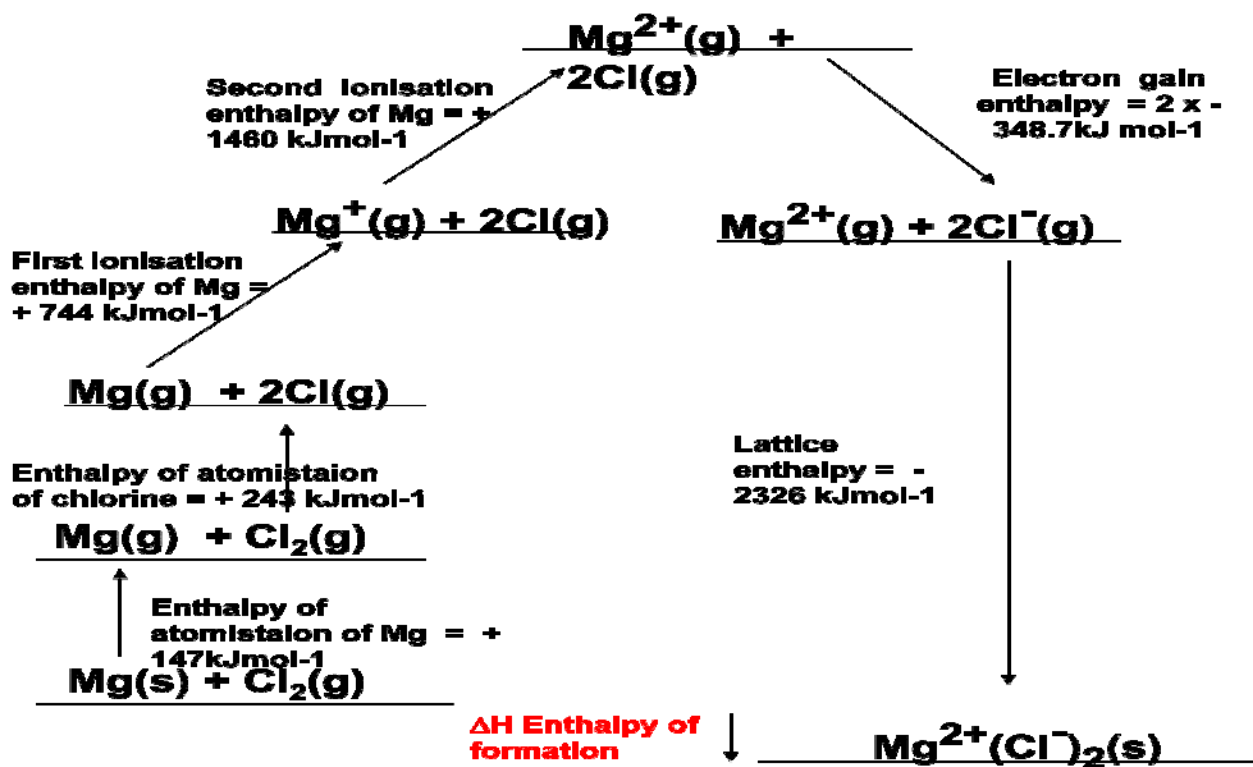 Mg²⁺(g) +
2Cl(g)
Second Ionisation
enthalpy of Mg = +
1460 kJmol-1
Electron gain
enthalpy = 2 x -
348.7kJ mol-1
Mg⁺(g) + 2Cl(g)
Mg²⁺(g) + 2Cl⁻(g)
First Ionisation
enthalpy of Mg =
+ 744 kJmol-1
Mg(g) + 2Cl(g)
Enthalpy of atomistaion
of chlorine = + 243 kJmol-1
Lattice
enthalpy = -
2326 kJmol-1
Mg(g) + Cl₂(g)
Enthalpy of
atomistaion of Mg = +
147kJmol-1
Mg(s) + Cl₂(g)
ΔH Enthalpy of
formation
Mg²⁺(Cl⁻)₂(s)